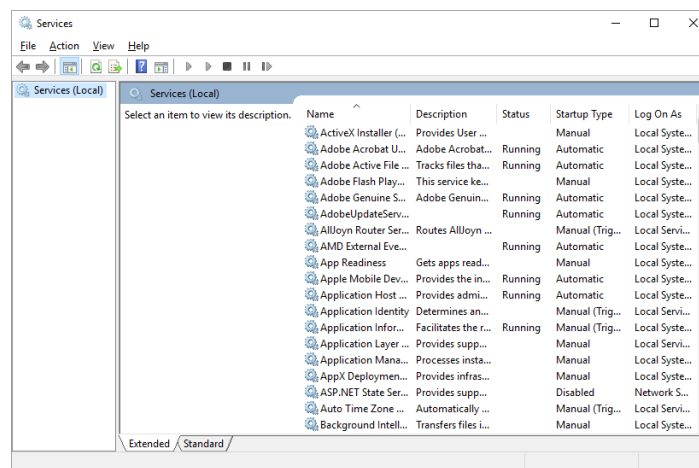 Services
File Action View Help
Services (Local)
Services (Local)
Select an item to view its description.
Name Description Status Startup Type Log On As
ActiveX Installer (... Provides User ... Manual Local Syste...
Adobe Acrobat U... Adobe Acrobat... Running Automatic Local Syste...
Adobe Active File ... Tracks files tha... Running Automatic Local Syste...
Adobe Flash Play... This service ke... Manual Local Syste...
Adobe Genuine S... Adobe Genuin... Running Automatic Local Syste...
AdobeUpdateServ... Running Automatic Local Syste...
AllJoyn Router Ser... Routes AllJoyn ... Manual (Trig... Local Servi...
AMD External Eve... Running Automatic Local Syste...
App Readiness Gets apps read... Manual Local Syste...
Apple Mobile Dev... Provides the in... Running Automatic Local Syste...
Application Host ... Provides admi... Running Automatic Local Syste...
Application Identity Determines an... Manual (Trig... Local Servi...
Application Infor... Facilitates the r... Running Manual (Trig... Local Syste...
Application Layer ... Provides supp... Manual Local Servi...
Application Mana... Processes insta... Manual Local Syste...
AppX Deploymen... Provides infras... Manual Local Syste...
ASP.NET State Ser... Provides supp... Disabled Network S...
Auto Time Zone ... Automatically ... Manual (Trig... Local Servi...
Background Intell... Transfers files i... Manual Local Syste...
Extended Standard